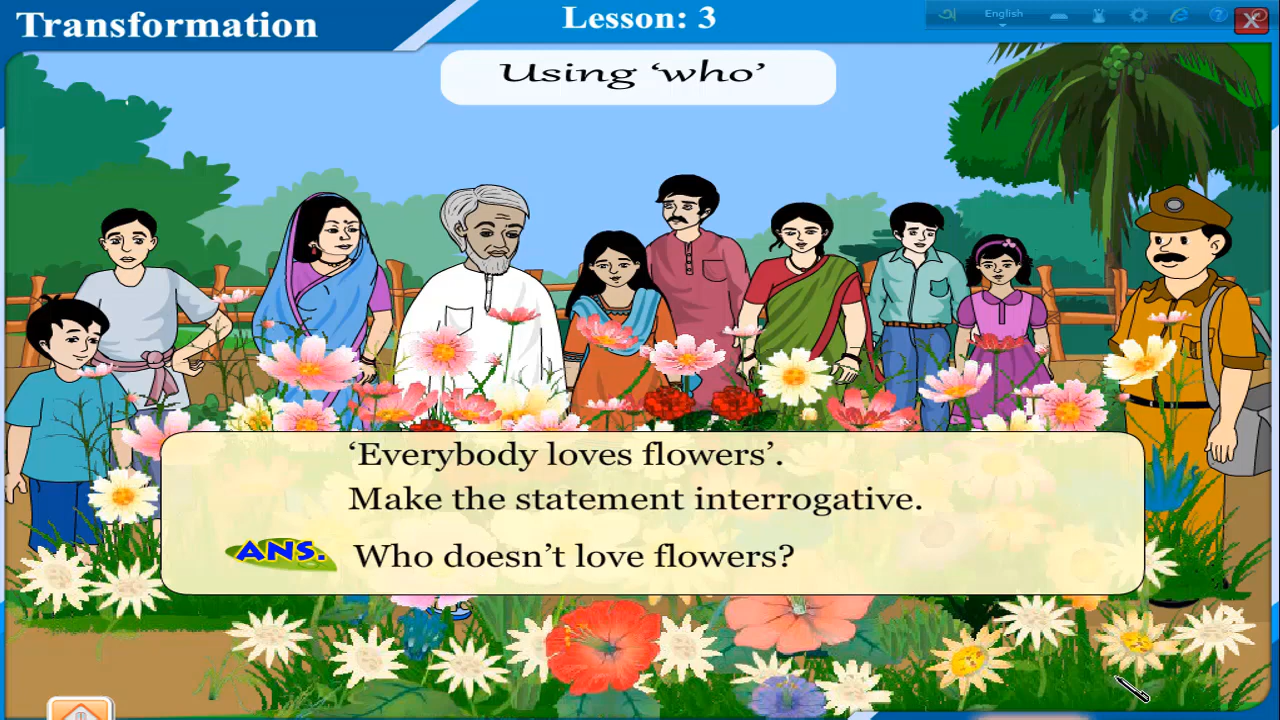 Transformation
Lesson: 3
English
Using ‘who’
‘Everybody loves flowers’.
Make the statement interrogative.
ANS. Who doesn’t love flowers?